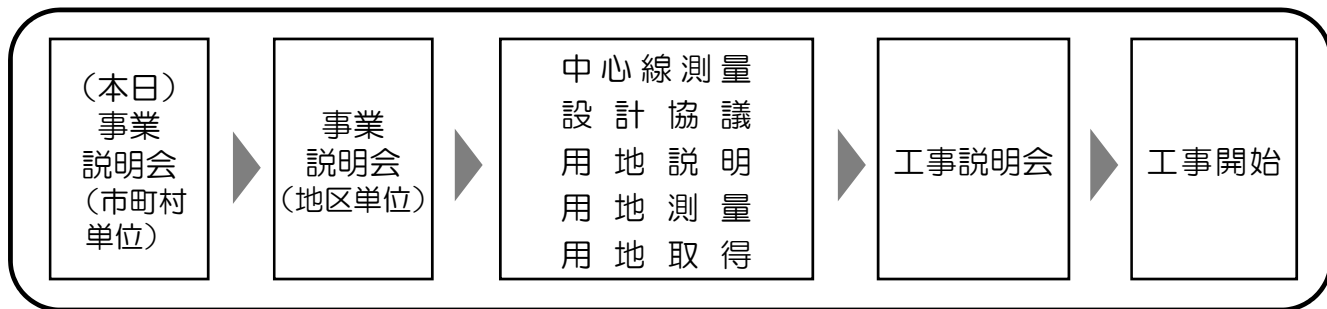 （本日）
事業
説明会
（市町村
単位）
事業
説明会
（地区単位）
中心線測量
設計協議
用地説明
用地測量
用地取得
工事説明会
工事開始